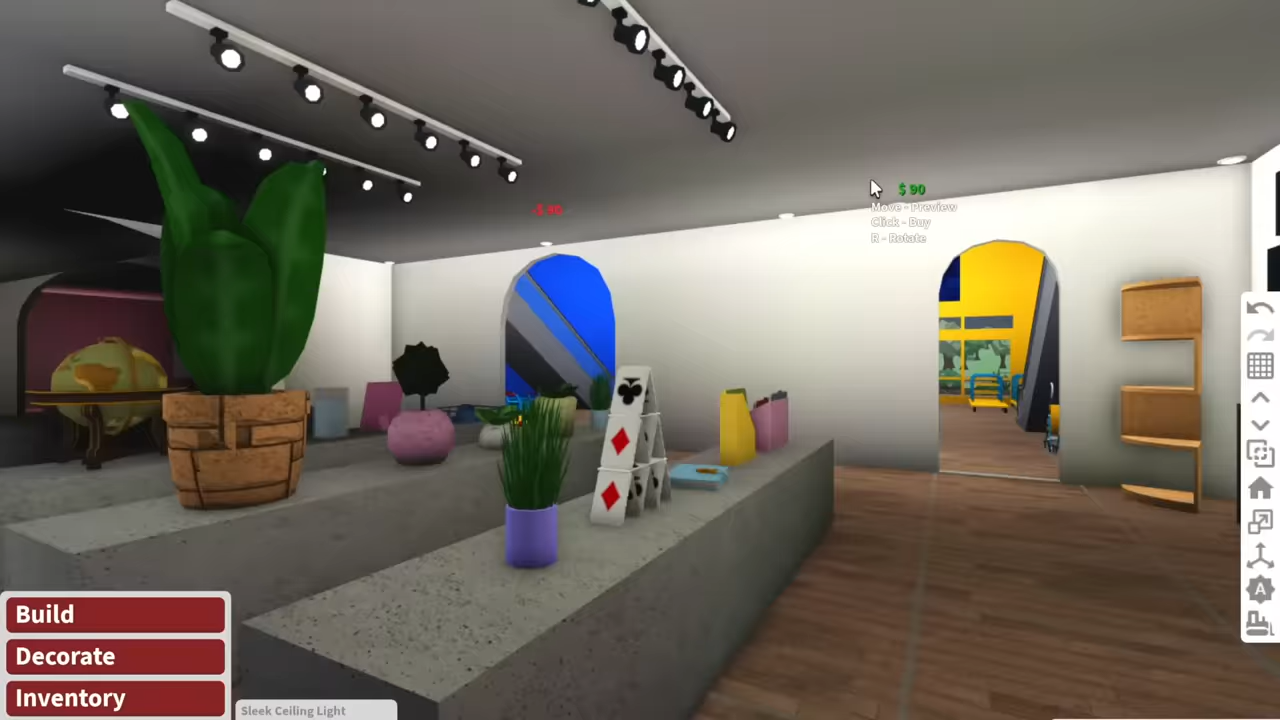 $ 90
Move - Preview
Click - Buy
R - Rotate
Build
Decorate
Inventory
Sleek Ceiling Light
A